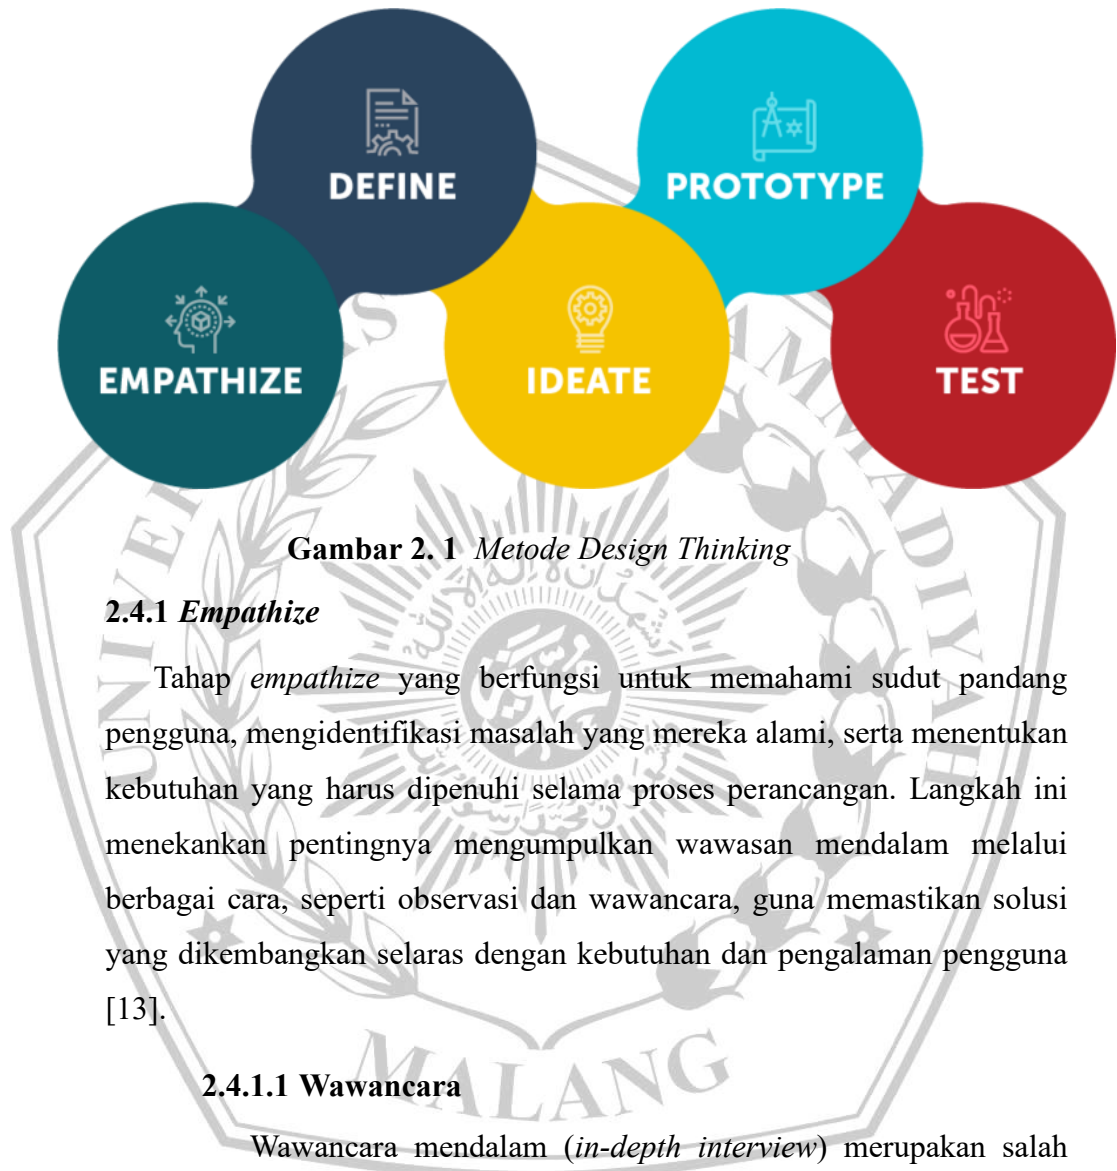 DEFINE
PROTOTYPE
EMPATHIZE
IDEATE
TEST
Gambar 2. 1 Metode Design Thinking
2.4.1 Empathize
Tahap empathize yang berfungsi untuk memahami sudut pandang
pengguna, mengidentifikasi masalah yang mereka alami, serta menentukan
kebutuhan yang harus dipenuhi selama proses perancangan. Langkah ini
menekankan pentingnya mengumpulkan wawasan mendalam melalui
berbagai cara, seperti observasi dan wawancara, guna memastikan solusi
yang dikembangkan selaras dengan kebutuhan dan pengalaman pengguna
[13].
MALANG
2.4.1.1 Wawancara
Wawancara mendalam (in-depth interview) merupakan salah